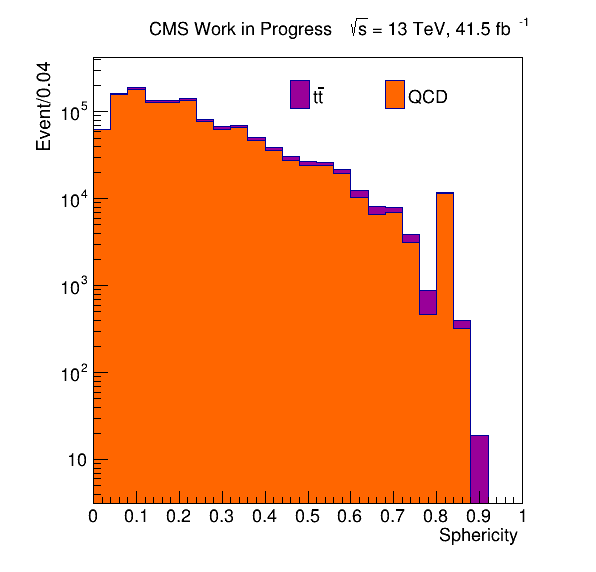 CMS Work in Progress √s = 13 TeV, 41.5 fb⁻¹
Event/0.04
tt̄ QCD
10⁵
10⁴
10³
10²
10
0 0.1 0.2 0.3 0.4 0.5 0.6 0.7 0.8 0.9 1
Sphericity